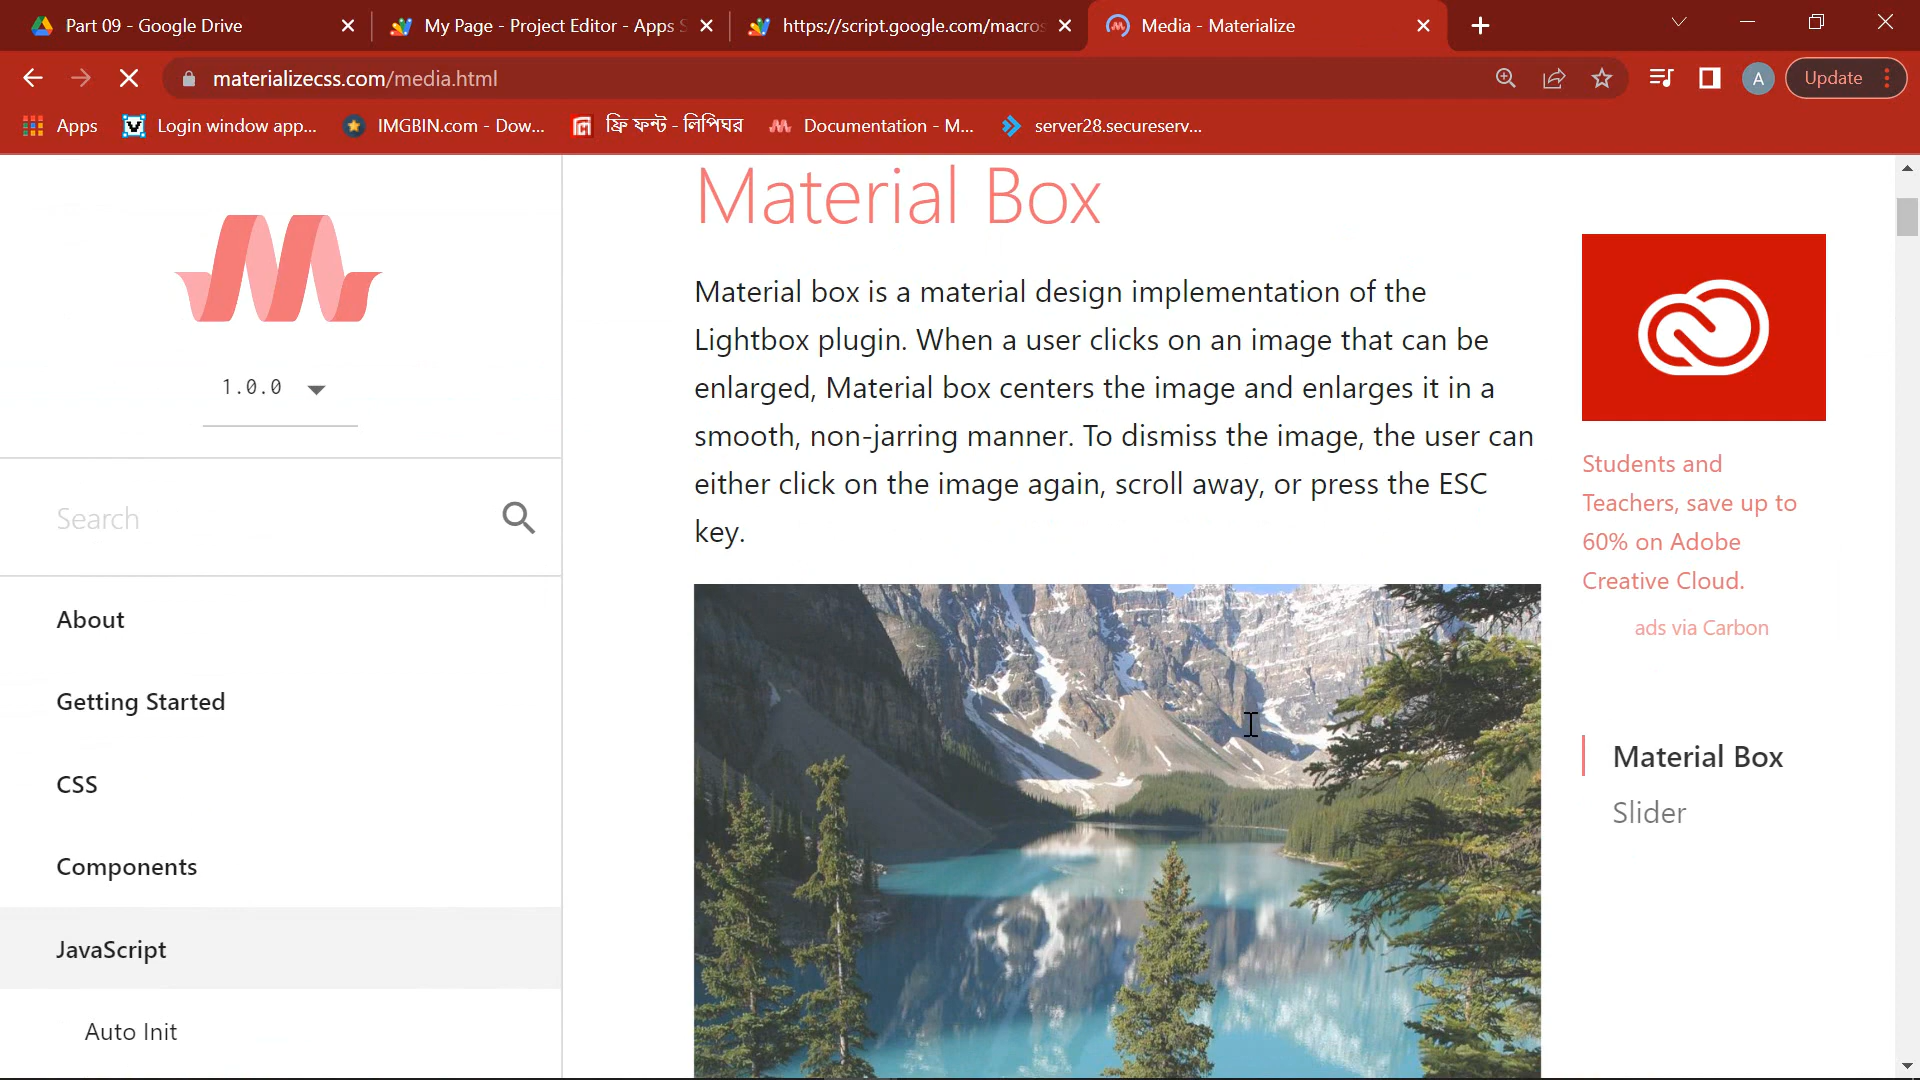 Part 09 - Google Drive
My Page - Project Editor - Apps S
https://script.google.com/macros
Media - Materialize
materializecss.com/media.html
A
Update
Apps
Login window app...
IMGBIN.com - Dow...
ফ্রি ফন্ট - লিপিঘর
Documentation - M...
server28.secureserv...
1.0.0
Search
About
Getting Started
CSS
Components
JavaScript
Auto Init
Material Box
Material box is a material design implementation of the
Lightbox plugin. When a user clicks on an image that can be
enlarged, Material box centers the image and enlarges it in a
smooth, non-jarring manner. To dismiss the image, the user can
either click on the image again, scroll away, or press the ESC
key.
Students and
Teachers, save up to
60% on Adobe
Creative Cloud.
ads via Carbon
Material Box
Slider